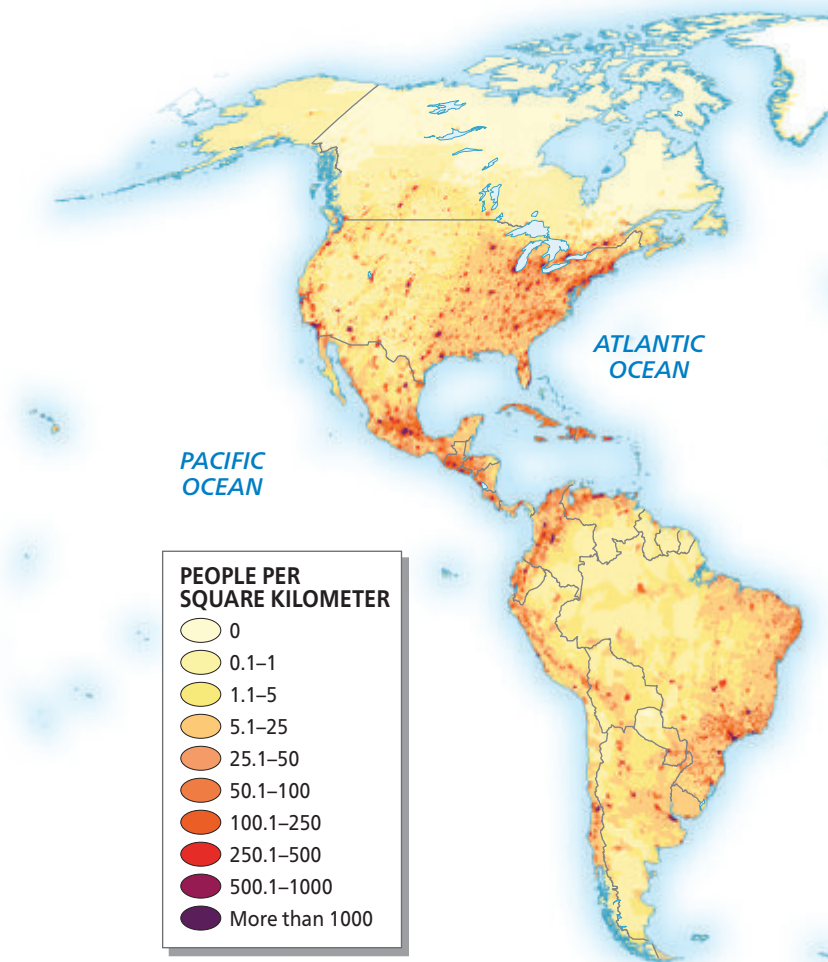 ATLANTIC
OCEAN
PACIFIC
OCEAN
PEOPLE PER
SQUARE KILOMETER
0
0.1–1
1.1–5
5.1–25
25.1–50
50.1–100
100.1–250
250.1–500
500.1–1000
More than 1000